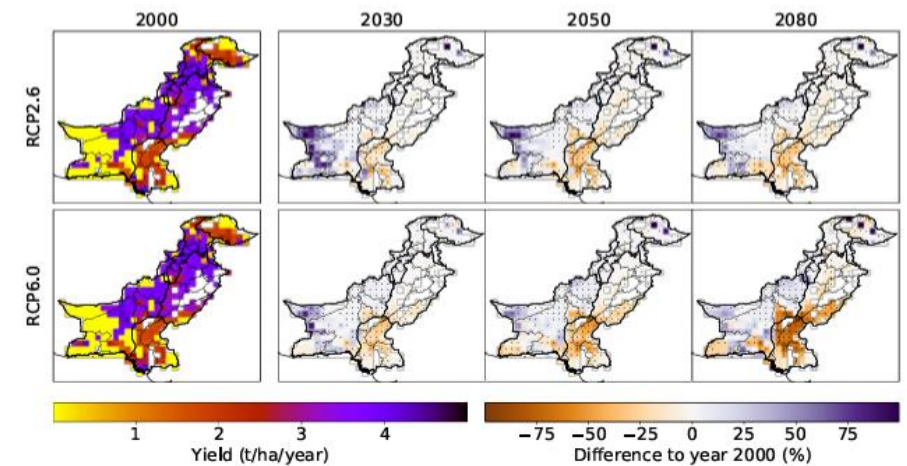 2000 2030 2050 2080
RCP2.6
RCP6.0
1 2 3 4
Yield (t/ha/year)
−75 −50 −25 0 25 50 75
Difference to year 2000 (%)